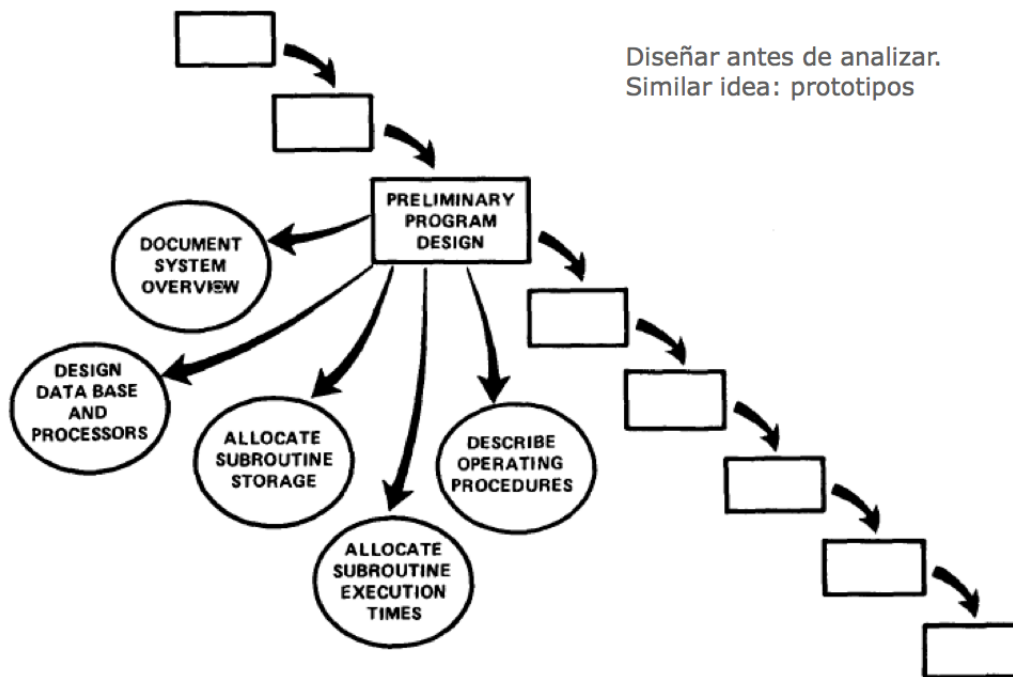 Diseñar antes de analizar.
Similar idea: prototipos
PRELIMINARY
PROGRAM
DESIGN
DOCUMENT
SYSTEM
OVERVIEW
DESIGN
DATA BASE
AND
PROCESSORS
ALLOCATE
SUBROUTINE
STORAGE
ALLOCATE
SUBROUTINE
EXECUTION
TIMES
DESCRIBE
OPERATING
PROCEDURES